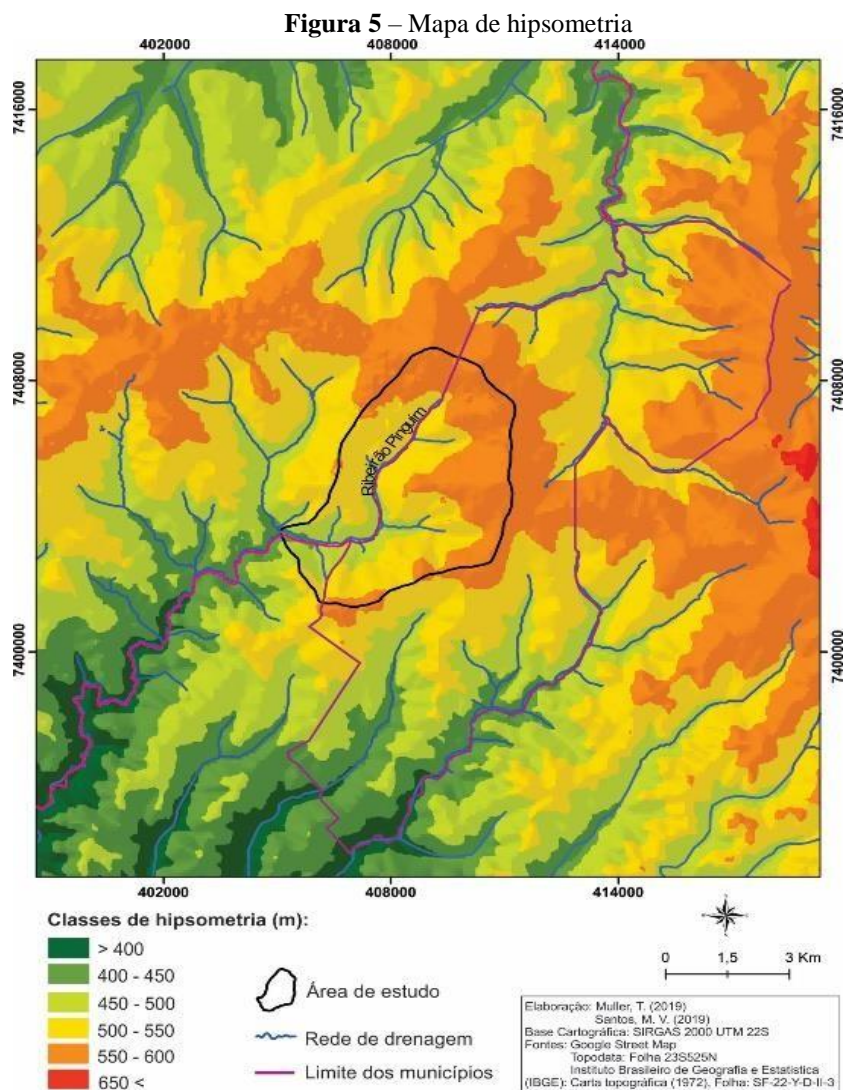 Figura 5 – Mapa de hipsometria
402000 408000 414000
7416000 7416000
7408000 7408000
Ribeirão Pinguim
7400000 7400000
402000 408000 414000
Classes de hipsometria (m):
> 400
400 - 450
450 - 500
500 - 550
550 - 600
650 <
Área de estudo
Rede de drenagem
Limite dos municípios
0 1,5 3 Km
Elaboração: Muller, T. (2019)
Santos, M. V. (2019)
Base Cartográfica: SIRGAS 2000 UTM 22S
Fontes: Google Street Map
Topodata: Folha 23S525N
Instituto Brasileiro de Geografia e Estatistica
(IBGE): Carta topográfica (1972), Folha: SF-22-Y-D-II-3